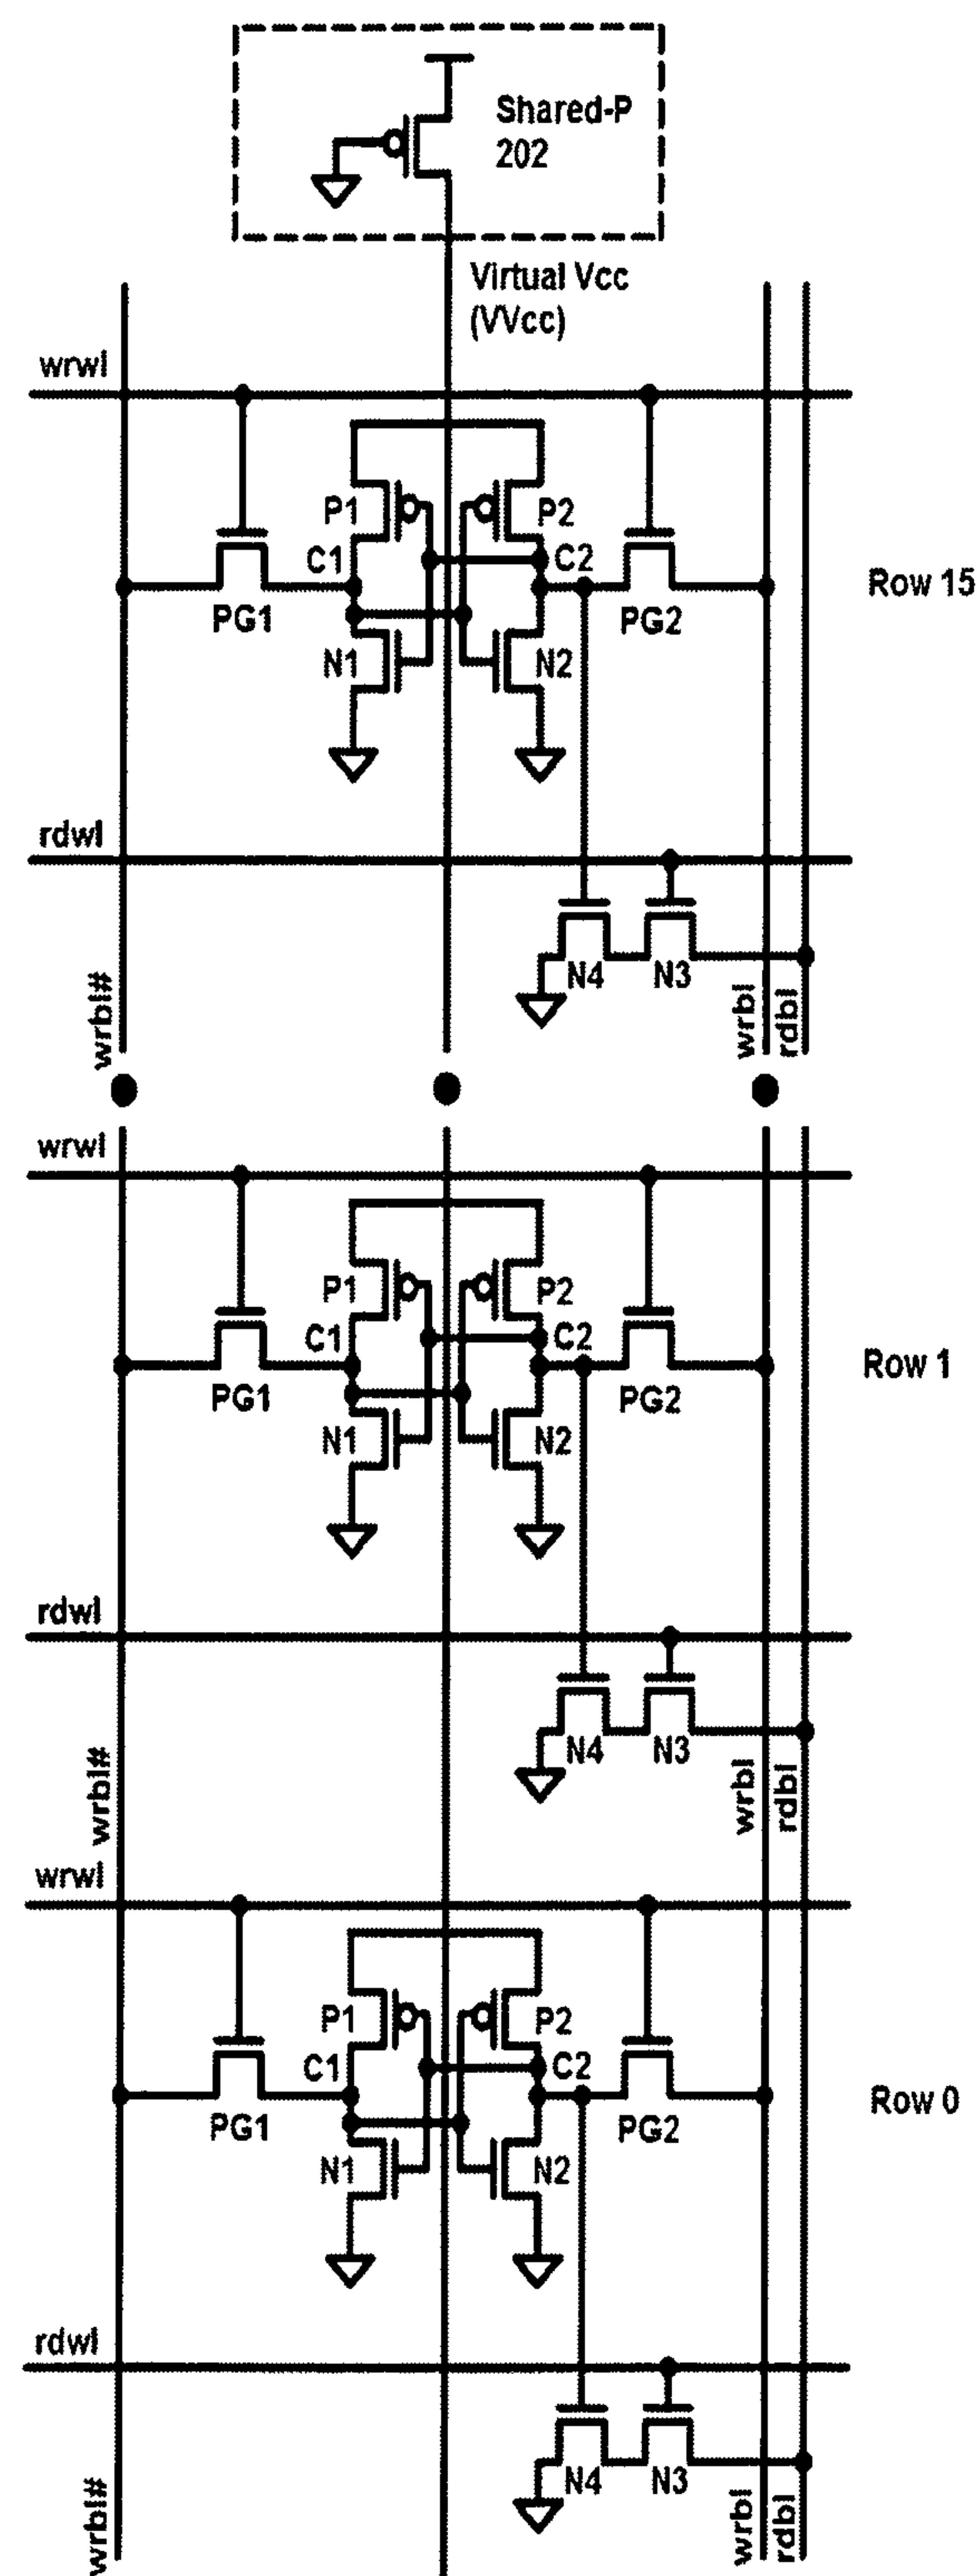 Shared-P
202
Virtual Vcc
(VVcc)
wrwl
P1
P2
C1
C2
PG1
PG2
Row 15
N1
N2
rdwl
N4
N3
wrbl#
wrbl
rdbl
wrwl
P1
P2
C1
C2
PG1
PG2
Row 1
N1
N2
rdwl
N4
N3
wrbl#
wrbl
rdbl
wrwl
P1
P2
C1
C2
PG1
PG2
Row 0
N1
N2
rdwl
N4
N3
wrbl#
wrbl
rdbl